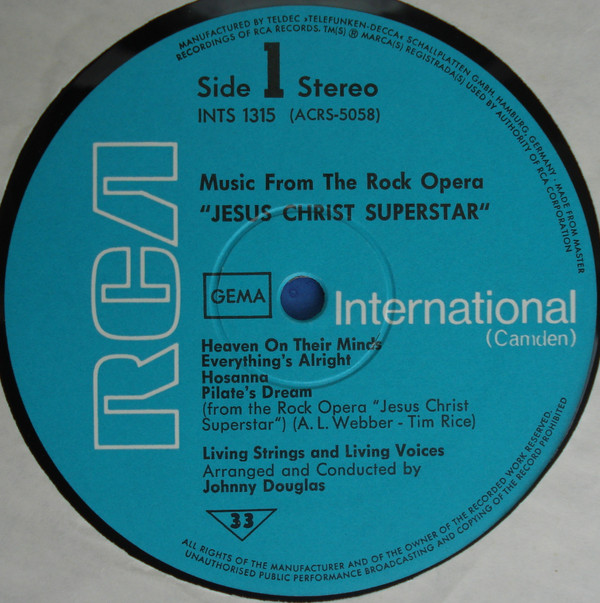 MANUFACTURED BY TELDEC »TELEFUNKEN-DECCA« SCHALLPLATTEN GMBH, HAMBURG, GERMANY · MADE FROM MASTER
RECORDINGS OF RCA RECORDS. TM(S) ® MARCA(S) REGISTRADA(S) USED BY AUTHORITY OF RCA CORPORATION
Side 1 Stereo
INTS 1315 (ACRS-5058)
RCA
Music From The Rock Opera
“JESUS CHRIST SUPERSTAR“
GEMA
International
(Camden)
Heaven On Their Minds
Everything's Alright
Hosanna
Pilate's Dream
(from the Rock Opera “Jesus Christ
Superstar“) (A. L. Webber - Tim Rice)
Living Strings and Living Voices
Arranged and Conducted by
Johnny Douglas
33
ALL RIGHTS OF THE MANUFACTURER AND OF THE OWNER OF THE RECORDED WORK RESERVED.
UNAUTHORISED PUBLIC PERFORMANCE BROADCASTING AND COPYING OF THE RECORD PROHIBITED